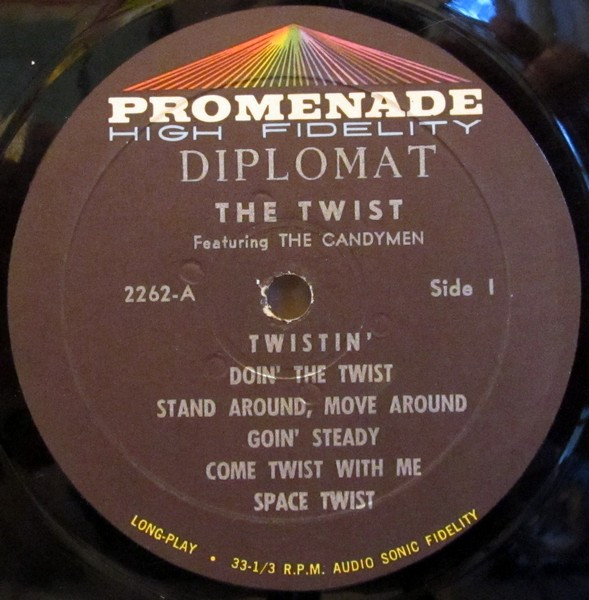 PROMENADE
HIGH FIDELITY
DIPLOMAT
THE TWIST
Featuring THE CANDYMEN
2262-A
Side 1
TWISTIN'
DOIN' THE TWIST
STAND AROUND, MOVE AROUND
GOIN' STEADY
COME TWIST WITH ME
SPACE TWIST
LONG-PLAY • 33-1/3 R.P.M. AUDIO SONIC FIDELITY